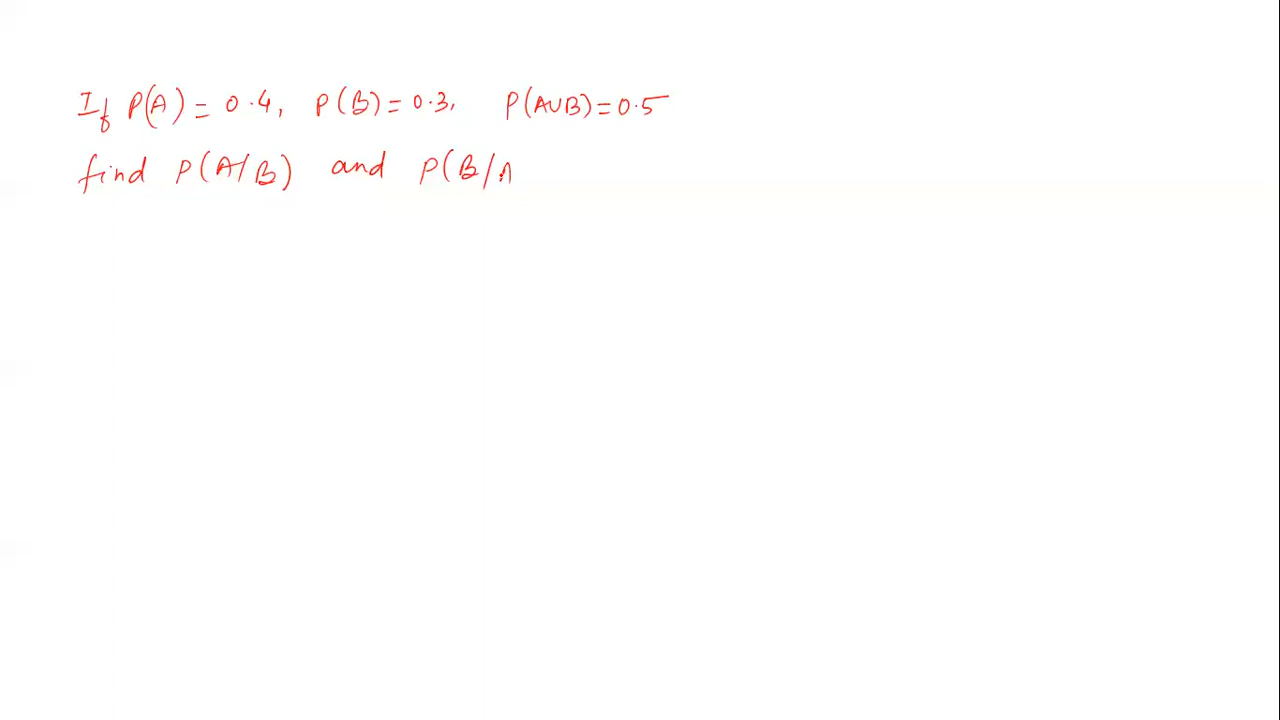 If P(A) = 0.4, P(B) = 0.3, P(A∪B) = 0.5
find P(A/B) and P(B/A